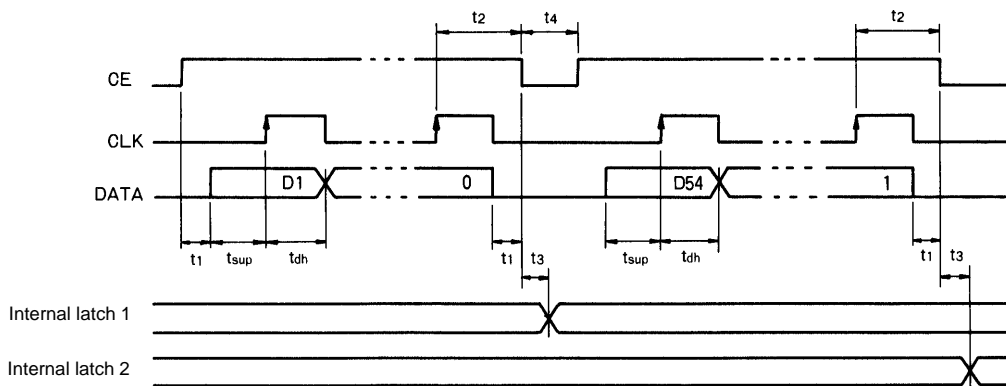 t2 t4 t2
CE
CLK
DATA D1 0 D54 1
t1 tsup tdh t1 t3 tsup tdh t1 t3
Internal latch 1
Internal latch 2